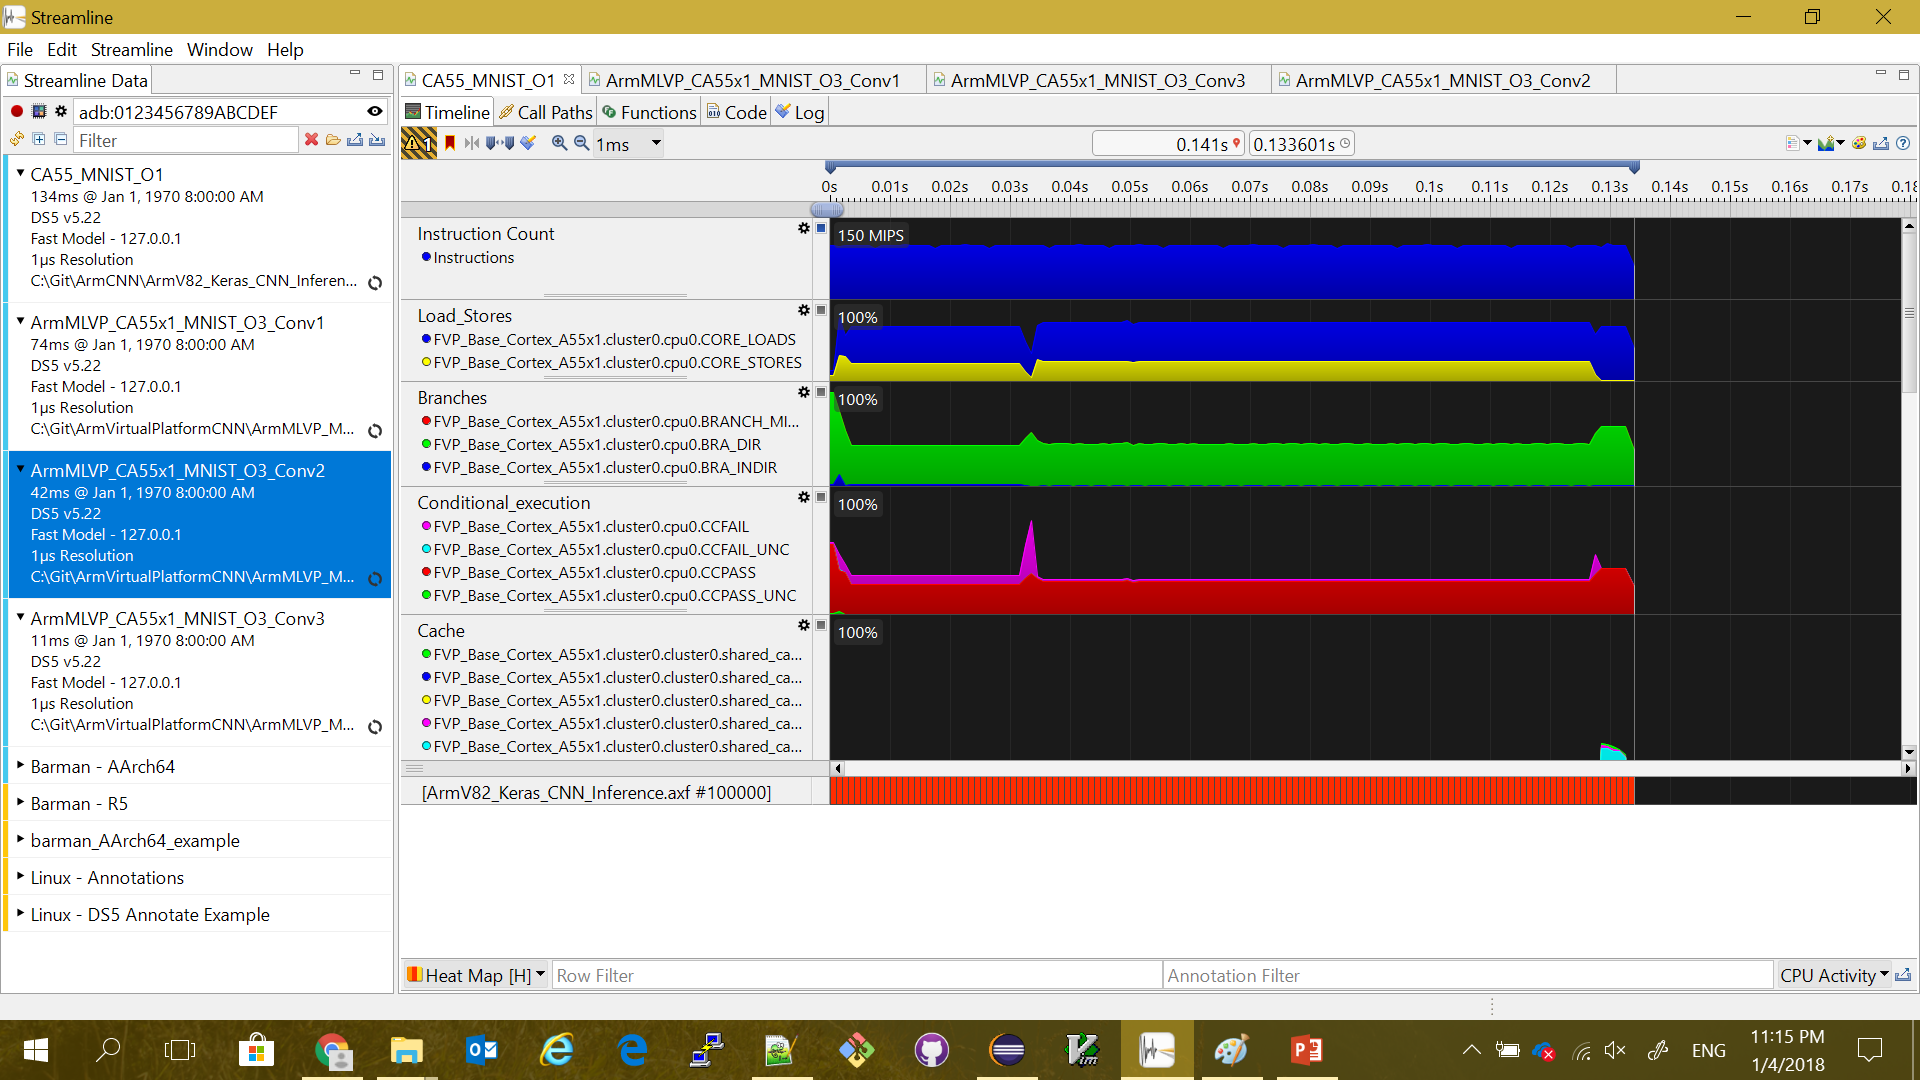 Streamline
File Edit Streamline Window Help
Streamline Data
adb:0123456789ABCDEF
Filter
CA55_MNIST_O1
134ms @ Jan 1, 1970 8:00:00 AM
DS5 v5.22
Fast Model - 127.0.0.1
1µs Resolution
C:\Git\ArmCNN\ArmV82_Keras_CNN_Inferen...
ArmMLVP_CA55x1_MNIST_O3_Conv1
74ms @ Jan 1, 1970 8:00:00 AM
DS5 v5.22
Fast Model - 127.0.0.1
1µs Resolution
C:\Git\ArmVirtualPlatformCNN\ArmMLVP_M...
ArmMLVP_CA55x1_MNIST_O3_Conv2
42ms @ Jan 1, 1970 8:00:00 AM
DS5 v5.22
Fast Model - 127.0.0.1
1µs Resolution
C:\Git\ArmVirtualPlatformCNN\ArmMLVP_M...
ArmMLVP_CA55x1_MNIST_O3_Conv3
11ms @ Jan 1, 1970 8:00:00 AM
DS5 v5.22
Fast Model - 127.0.0.1
1µs Resolution
C:\Git\ArmVirtualPlatformCNN\ArmMLVP_M...
Barman - AArch64
Barman - R5
barman_AArch64_example
Linux - Annotations
Linux - DS5 Annotate Example
CA55_MNIST_O1 ArmMLVP_CA55x1_MNIST_O3_Conv1 ArmMLVP_CA55x1_MNIST_O3_Conv3 ArmMLVP_CA55x1_MNIST_O3_Conv2
Timeline Call Paths Functions Code Log
1 1ms 0.141s 0.133601s
0s 0.01s 0.02s 0.03s 0.04s 0.05s 0.06s 0.07s 0.08s 0.09s 0.1s 0.11s 0.12s 0.13s 0.14s 0.15s 0.16s 0.17s 0.18
Instruction Count
150 MIPS
Instructions
Load_Stores
100%
FVP_Base_Cortex_A55x1.cluster0.cpu0.CORE_LOADS
FVP_Base_Cortex_A55x1.cluster0.cpu0.CORE_STORES
Branches
100%
FVP_Base_Cortex_A55x1.cluster0.cpu0.BRANCH_MI...
FVP_Base_Cortex_A55x1.cluster0.cpu0.BRA_DIR
FVP_Base_Cortex_A55x1.cluster0.cpu0.BRA_INDIR
Conditional_execution
100%
FVP_Base_Cortex_A55x1.cluster0.cpu0.CCFAIL
FVP_Base_Cortex_A55x1.cluster0.cpu0.CCFAIL_UNC
FVP_Base_Cortex_A55x1.cluster0.cpu0.CCPASS
FVP_Base_Cortex_A55x1.cluster0.cpu0.CCPASS_UNC
Cache
100%
FVP_Base_Cortex_A55x1.cluster0.cluster0.shared_ca...
FVP_Base_Cortex_A55x1.cluster0.cluster0.shared_ca...
FVP_Base_Cortex_A55x1.cluster0.cluster0.shared_ca...
FVP_Base_Cortex_A55x1.cluster0.cluster0.shared_ca...
FVP_Base_Cortex_A55x1.cluster0.cluster0.shared_ca...
[ArmV82_Keras_CNN_Inference.axf #100000]
Heat Map [H] Row Filter Annotation Filter CPU Activity
ENG
11:15 PM
1/4/2018